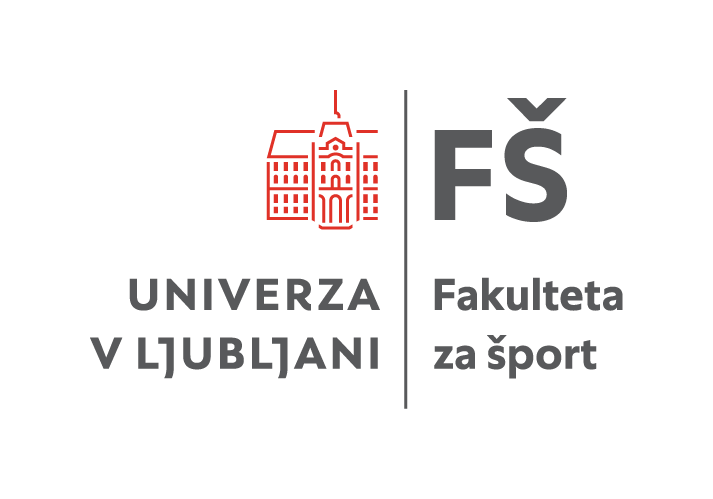 UNIVERZA
V LJUBLJANI
FŠ
Fakulteta
za šport